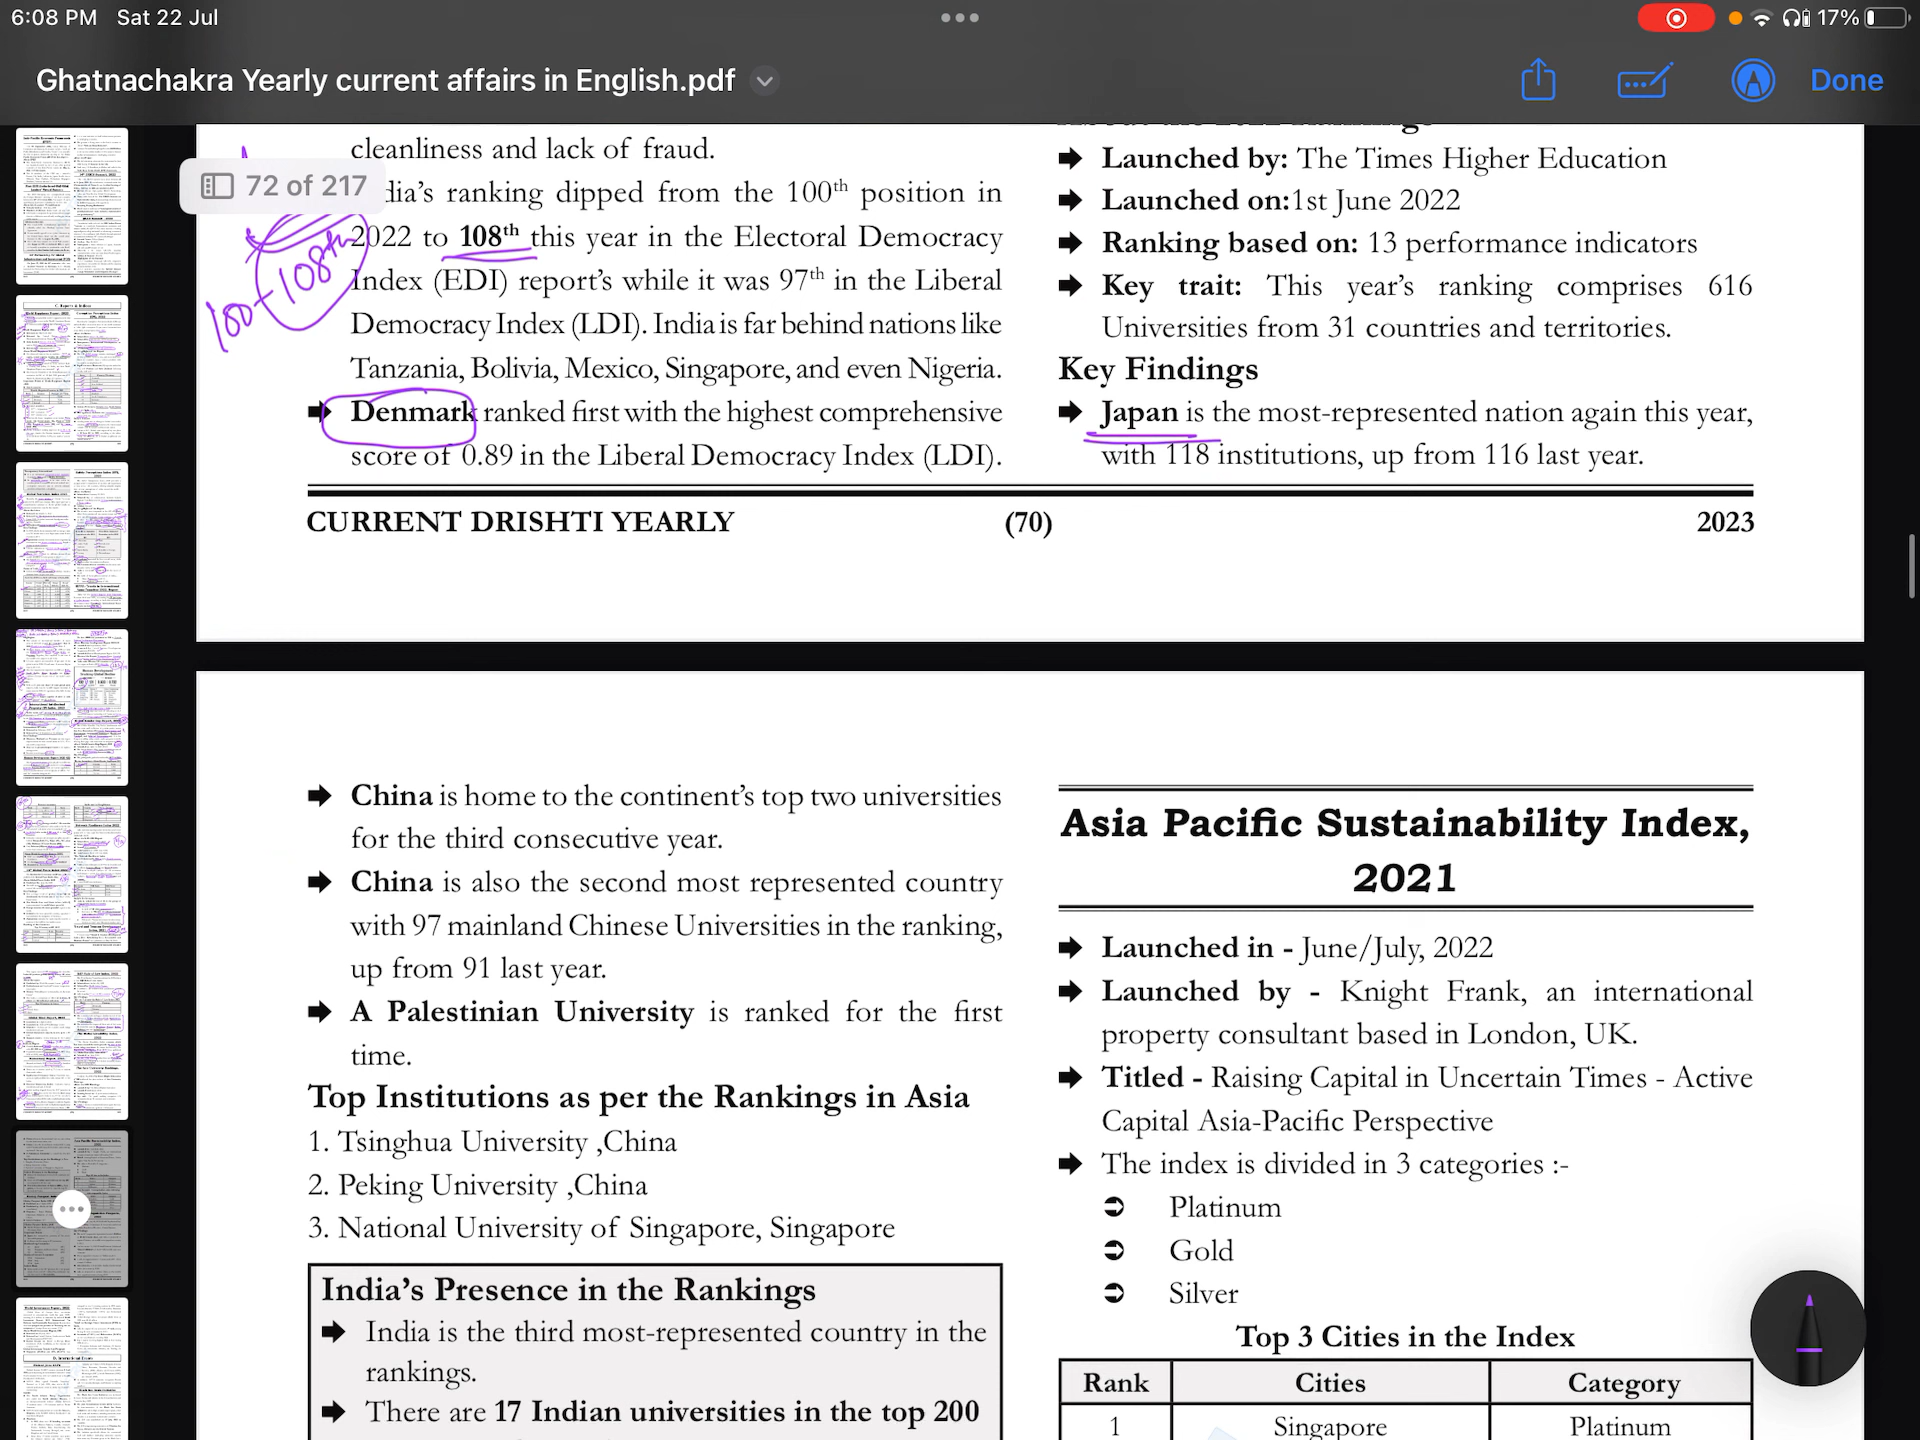 6:08 PM Sat 22 Jul
17%
Ghatnachakra Yearly current affairs in English.pdf
Done
72 of 217
cleanliness and lack of fraud.
dia's ranking dipped from the 100th position in
2022 to 108th this year in the Electoral Democracy
Index (EDI) report's while it was 97th in the Liberal
Democracy Index (LDI). India is far behind nations like
Tanzania, Bolivia, Mexico, Singapore, and even Nigeria.
➡ Denmark ranked first with the highest comprehensive
score of 0.89 in the Liberal Democracy Index (LDI).
100-108th
➡ Launched by: The Times Higher Education
➡ Launched on:1st June 2022
➡ Ranking based on: 13 performance indicators
➡ Key trait: This year's ranking comprises 616
Universities from 31 countries and territories.
Key Findings
➡ Japan is the most-represented nation again this year,
with 118 institutions, up from 116 last year.
CURRENT DRISHTI YEARLY (70) 2023
➡ China is home to the continent's top two universities
for the third consecutive year.
➡ China is also the second most represented country
with 97 mainland Chinese Universities in the ranking,
up from 91 last year.
➡ A Palestinian University is ranked for the first
time.
Top Institutions as per the Rankings in Asia
1. Tsinghua University ,China
2. Peking University ,China
3. National University of Singapore, Singapore
India's Presence in the Rankings
➡ India is the third most-represented country in the
rankings.
➡ There are 17 Indian universities in the top 200
Asia Pacific Sustainability Index,
2021
➡ Launched in - June/July, 2022
➡ Launched by - Knight Frank, an international
property consultant based in London, UK.
➡ Titled - Raising Capital in Uncertain Times - Active
Capital Asia-Pacific Perspective
➡ The index is divided in 3 categories :-
➲ Platinum
➲ Gold
➲ Silver
Top 3 Cities in the Index
Rank Cities Category
1 Singapore Platinum